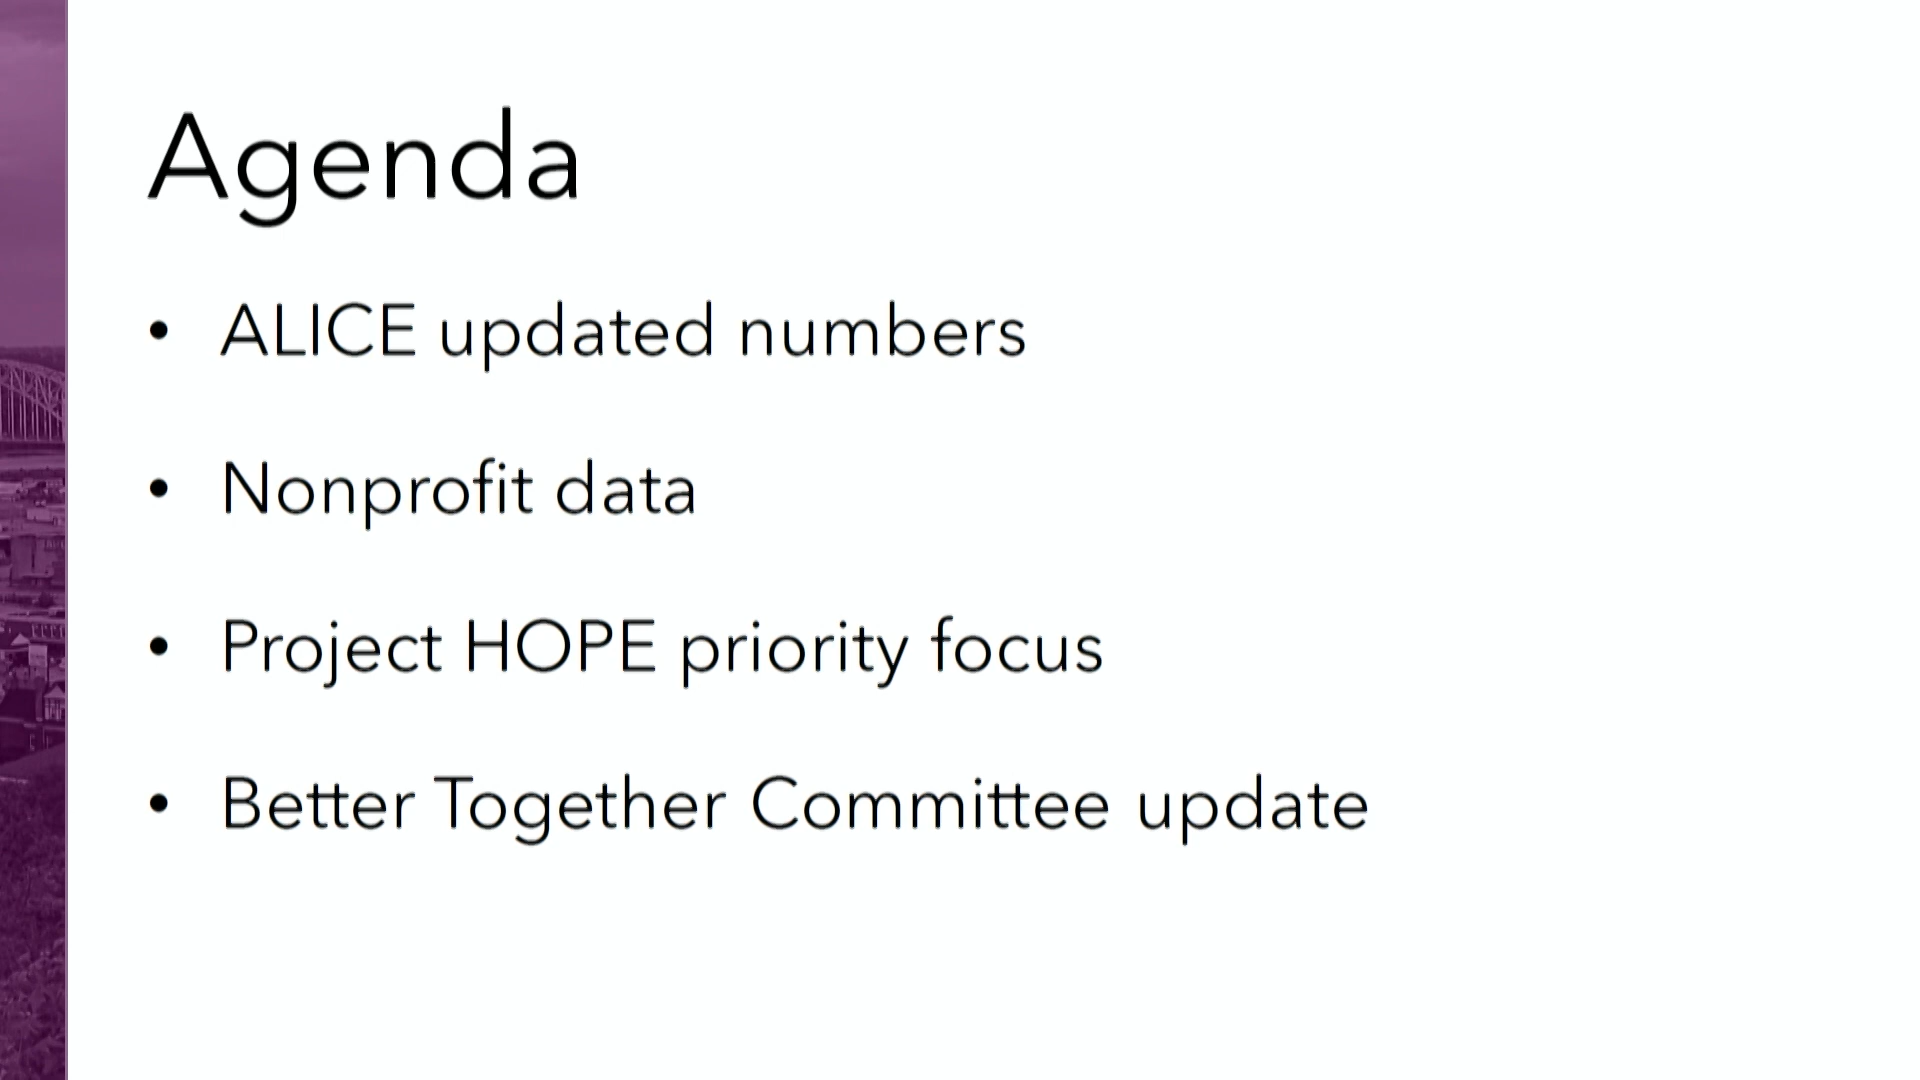 Agenda
• ALICE updated numbers
• Nonprofit data
• Project HOPE priority focus
• Better Together Committee update